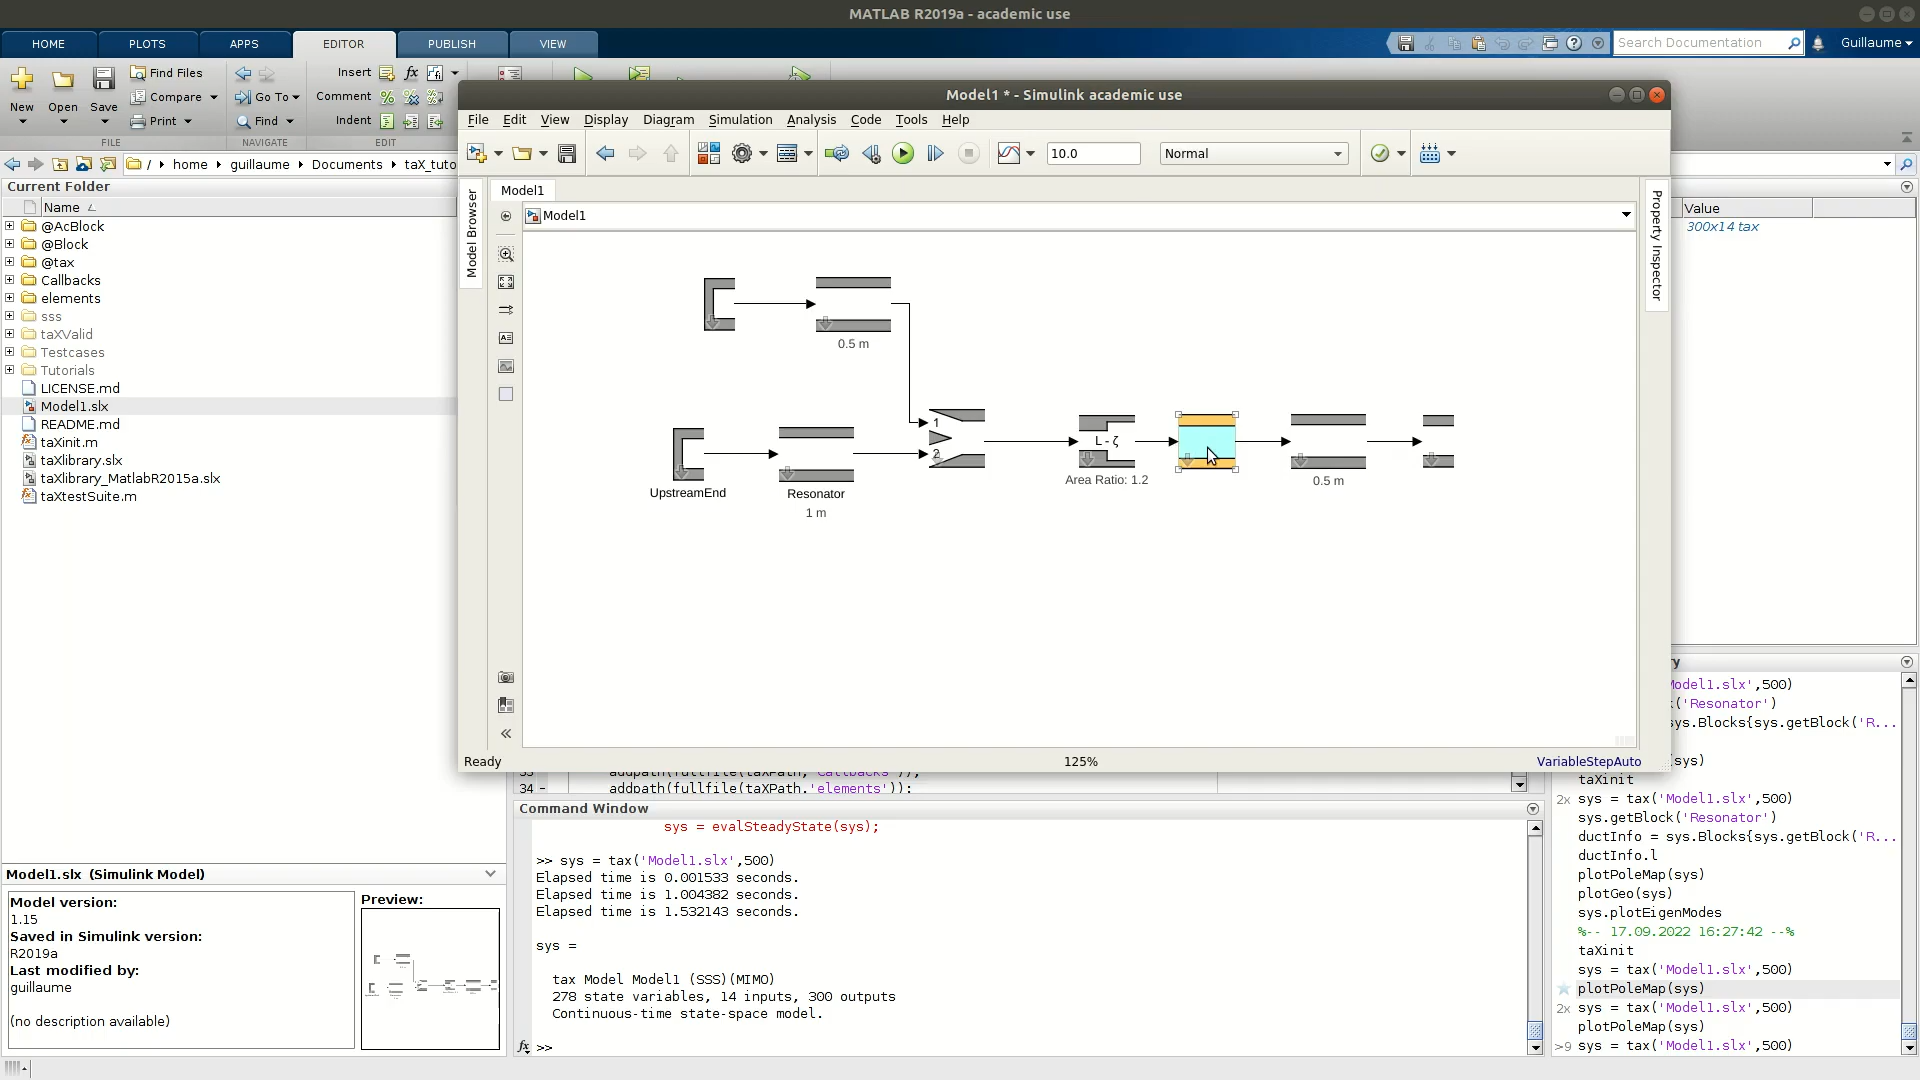 MATLAB R2019a - academic use
HOME
PLOTS
APPS
EDITOR
PUBLISH
VIEW
Search Documentation
Guillaume
New
Open
Save
Find Files
Compare
Print
FILE
Go To
Find
NAVIGATE
Insert
fx
Comment
Indent
EDIT
/ home guillaume Documents taX_tuto
Current Folder
Name
@AcBlock
@Block
@tax
Callbacks
elements
sss
taXValid
Testcases
Tutorials
LICENSE.md
Model1.slx
README.md
taXinit.m
taXlibrary.slx
taXlibrary_MatlabR2015a.slx
taXtestSuite.m
Model1.slx (Simulink Model)
Model version:
1.15
Saved in Simulink version:
R2019a
Last modified by:
guillaume
(no description available)
Preview:
Model1 * - Simulink academic use
File Edit View Display Diagram Simulation Analysis Code Tools Help
10.0
Normal
Model Browser
Model1
Model1
Property Inspector
0.5 m
1
2
L - ζ
Area Ratio: 1.2
0.5 m
UpstreamEnd
Resonator
1 m
Ready
125%
VariableStepAuto
33
addpath(fullfile(taXPath,'Callbacks'));
34 - addpath(fullfile(taXPath,'elements'));
Command Window
sys = evalSteadyState(sys);
>> sys = tax('Model1.slx',500)
Elapsed time is 0.001533 seconds.
Elapsed time is 1.004382 seconds.
Elapsed time is 1.532143 seconds.
sys =
tax Model Model1 (SSS)(MIMO)
278 state variables, 14 inputs, 300 outputs
Continuous-time state-space model.
fx >>
Value
300x14 tax
ry
Model1.slx',500)
('Resonator')
sys.Blocks{sys.getBlock('R...
(sys)
taXinit
2x sys = tax('Model1.slx',500)
sys.getBlock('Resonator')
ductInfo = sys.Blocks{sys.getBlock('R...
ductInfo.l
plotPoleMap(sys)
plotGeo(sys)
sys.plotEigenModes
%-- 17.09.2022 16:27:42 --%
taXinit
sys = tax('Model1.slx',500)
plotPoleMap(sys)
2x sys = tax('Model1.slx',500)
plotPoleMap(sys)
>9 sys = tax('Model1.slx',500)